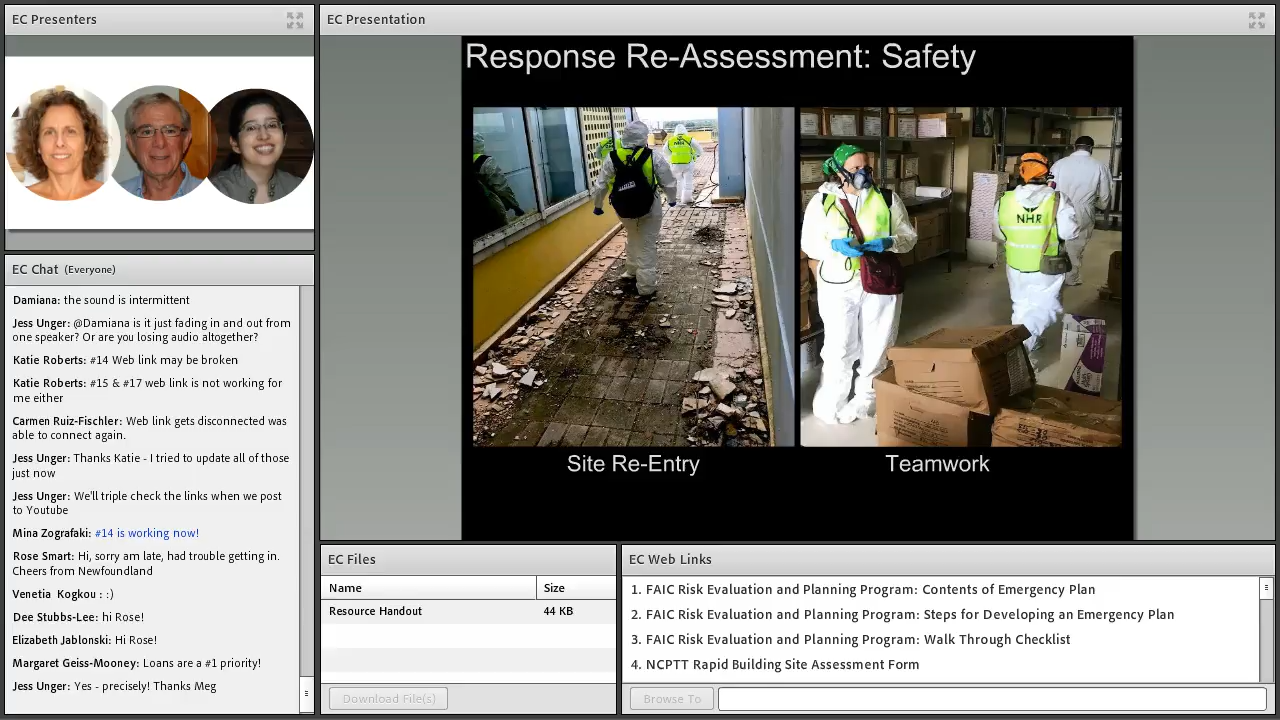 EC Presenters
EC Presentation
Response Re-Assessment: Safety
NHR
NHR
Site Re-Entry
Teamwork
EC Chat (Everyone)
Damiana: the sound is intermittent
Jess Unger: @Damiana is it just fading in and out from
one speaker? Or are you losing audio altogether?
Katie Roberts: #14 Web link may be broken
Katie Roberts: #15 & #17 web link is not working for
me either
Carmen Ruiz-Fischler: Web link gets disconnected was
able to connect again.
Jess Unger: Thanks Katie - I tried to update all of those
just now
Jess Unger: We'll triple check the links when we post
to Youtube
Mina Zografaki: #14 is working now!
Rose Smart: Hi, sorry am late, had trouble getting in.
Cheers from Newfoundland
Venetia Kogkou : :)
Dee Stubbs-Lee: hi Rose!
Elizabeth Jablonski: Hi Rose!
Margaret Geiss-Mooney: Loans are a #1 priority!
Jess Unger: Yes - precisely! Thanks Meg
EC Files
Name Size
Resource Handout 44 KB
Download File(s)
EC Web Links
1. FAIC Risk Evaluation and Planning Program: Contents of Emergency Plan
2. FAIC Risk Evaluation and Planning Program: Steps for Developing an Emergency Plan
3. FAIC Risk Evaluation and Planning Program: Walk Through Checklist
4. NCPTT Rapid Building Site Assessment Form
Browse To